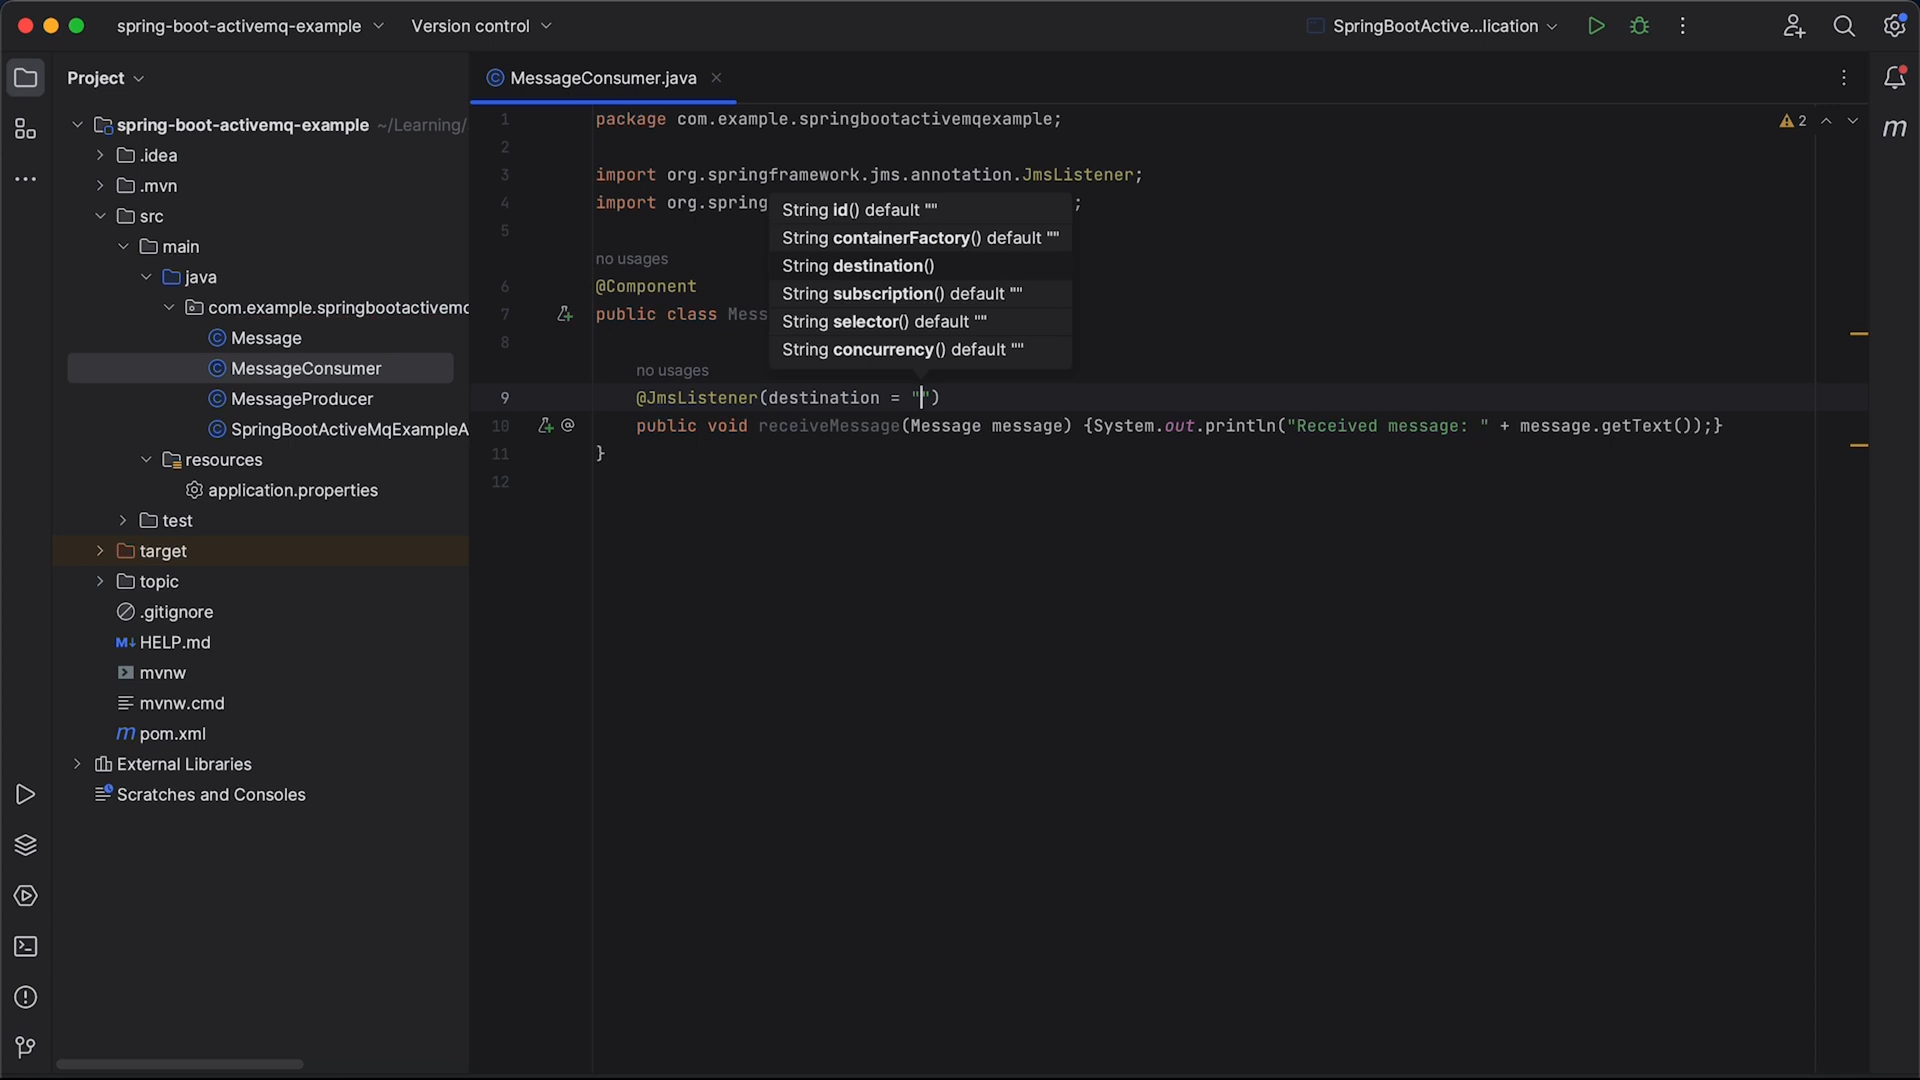 spring-boot-activemq-example
Version control
SpringBootActive...lication
Project
MessageConsumer.java
spring-boot-activemq-example ~/Learning/
.idea
.mvn
src
main
java
com.example.springbootactivemq
Message
MessageConsumer
MessageProducer
SpringBootActiveMqExampleA
resources
application.properties
test
target
topic
.gitignore
M↓ HELP.md
mvnw
mvnw.cmd
m pom.xml
External Libraries
Scratches and Consoles
1 package com.example.springbootactivemqexample;
2
3 import org.springframework.jms.annotation.JmsListener;
4 import org.spring ;
5
no usages
6 @Component
7 public class Mess
8
no usages
9 @JmsListener(destination = "")
10 public void receiveMessage(Message message) {System.out.println("Received message: " + message.getText());}
11 }
12
String id() default ""
String containerFactory() default ""
String destination()
String subscription() default ""
String selector() default ""
String concurrency() default ""
2
m